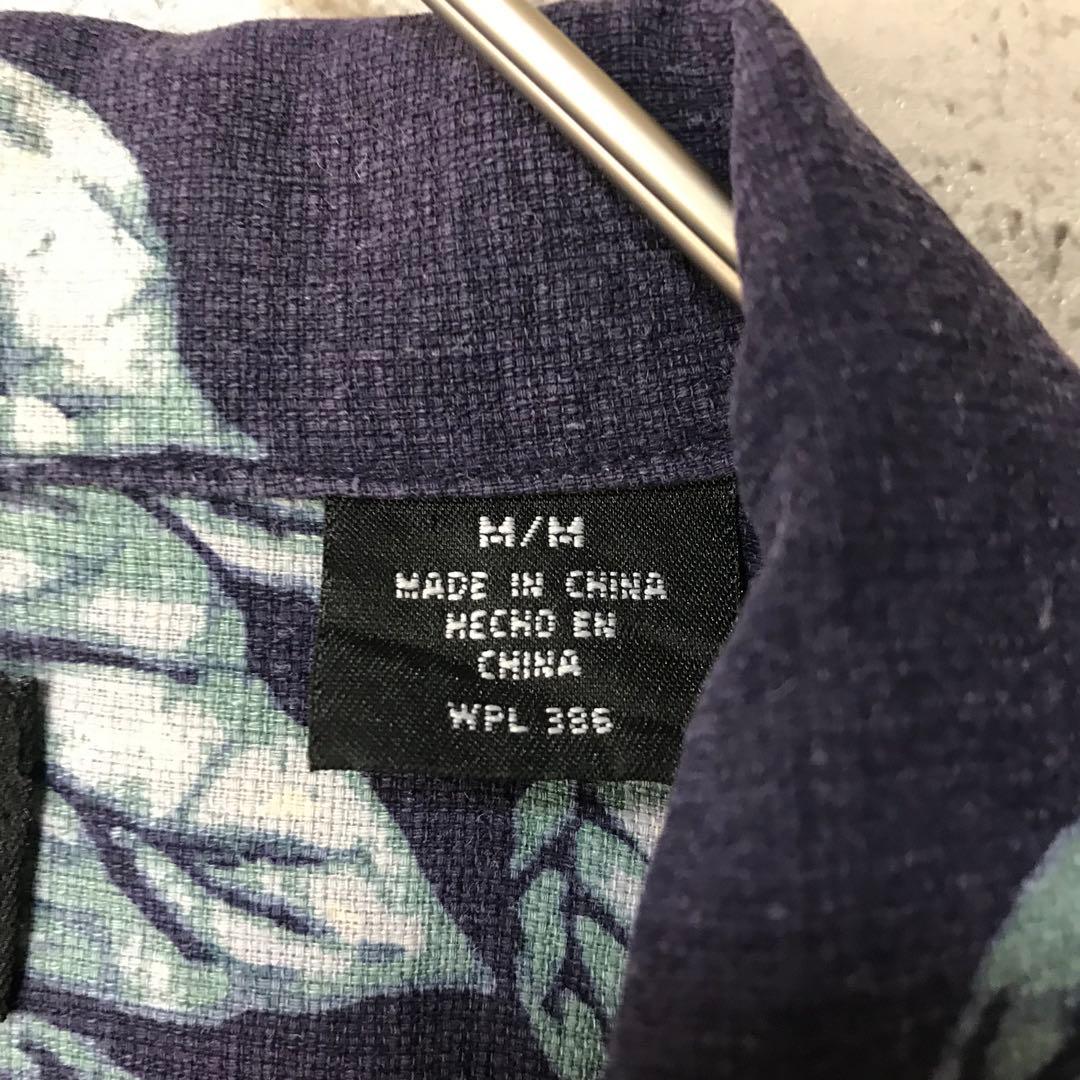 M/M
MADE IN CHINA
HECHO EN
CHINA
WPL 386